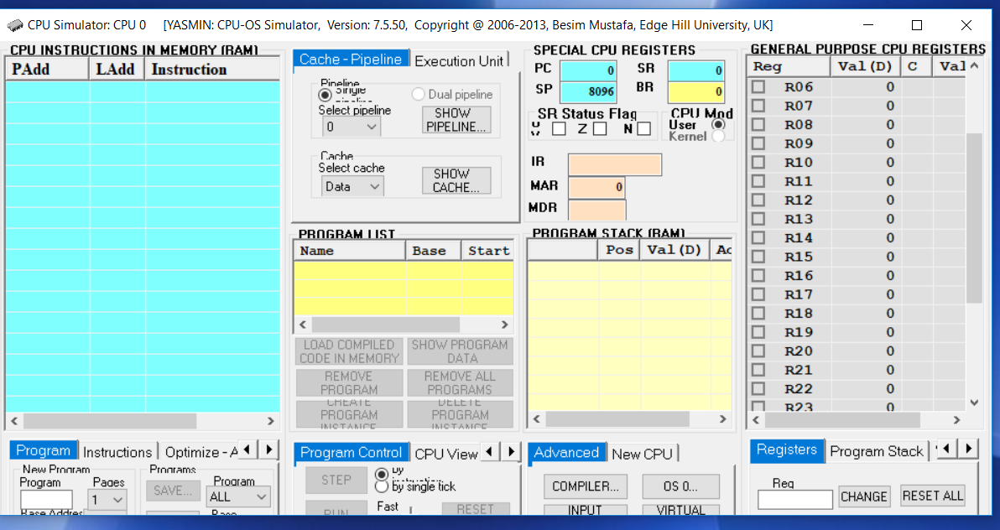 CPU Simulator: CPU 0 [YASMIN: CPU-OS Simulator, Version: 7.5.50, Copyright @ 2006-2013, Besim Mustafa, Edge Hill University, UK]
CPU INSTRUCTIONS IN MEMORY (RAM)
PAdd LAdd Instruction
Cache - Pipeline Execution Unit
Pipeline
Single pipeline Dual pipeline
Select pipeline
0
SHOW
PIPELINE...
Cache
Select cache
Data
SHOW
CACHE...
SPECIAL CPU REGISTERS
PC 0 SR 0
SP 8096 BR 0
SR Status Flag
Z N
CPU Mod
User
Kernel
IR
MAR 0
MDR
GENERAL PURPOSE CPU REGISTERS
Reg Val(D) C Val
R06 0
R07 0
R08 0
R09 0
R10 0
R11 0
R12 0
R13 0
R14 0
R15 0
R16 0
R17 0
R18 0
R19 0
R20 0
R21 0
R22 0
R23 0
PROGRAM LIST
Name Base Start
LOAD COMPILED
CODE IN MEMORY
SHOW PROGRAM
DATA
REMOVE
PROGRAM
REMOVE ALL
PROGRAMS
CREATE
PROGRAM
INSTANCE
DELETE
PROGRAM
INSTANCE
PROGRAM STACK (RAM)
Pos Val(D) Ad
Program Instructions Optimize - A
New Program
Program Pages
1
Base Addres
Programs
SAVE...
Program
ALL
Base
Program Control CPU View
STEP
By
instruction
by single tick
RUN
Fast
RESET
Advanced New CPU
COMPILER... OS 0...
INPUT VIRTUAL
Registers Program Stack
Reg
CHANGE RESET ALL